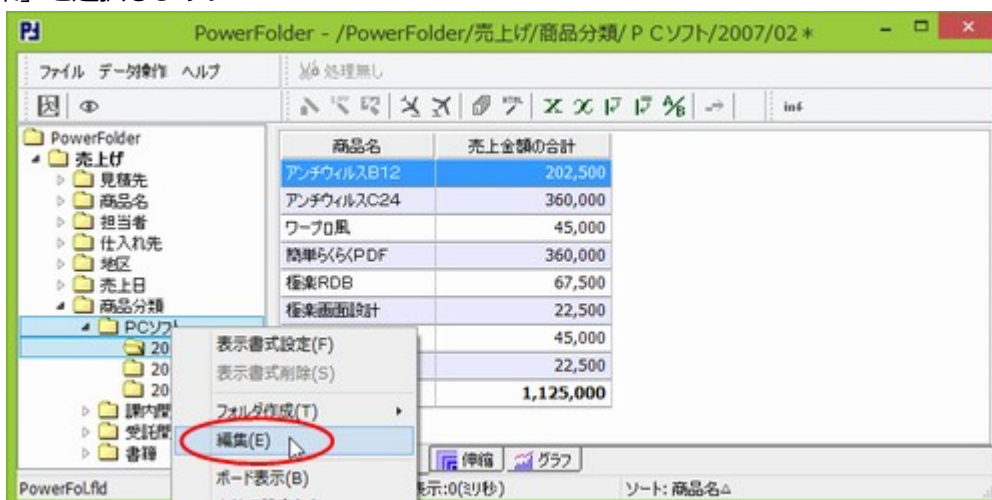 PowerFolder - /PowerFolder/売上げ/商品分類/ＰＣソフト/2007/02＊
ファイル データ操作 ヘルプ
処理無し
inf
PowerFolder
売上げ
見積先
商品名
担当者
仕入れ先
地区
売上日
商品分類
PCソフト
20
20
20
受託
書籍
商品名 売上金額の合計
アンチウィルスB12 202,500
アンチウィルスC24 360,000
ワープロ風 45,000
簡単らくらくPDF 360,000
極楽RDB 67,500
極楽画面設計 22,500
45,000
22,500
1,125,000
表示書式設定(F)
表示書式削除(S)
フォルダ作成(T)
編集(E)
ボード表示(B)
伸縮 グラフ
PowerFol.fld
表示:0(ミリ秒)
ソート: 商品名△